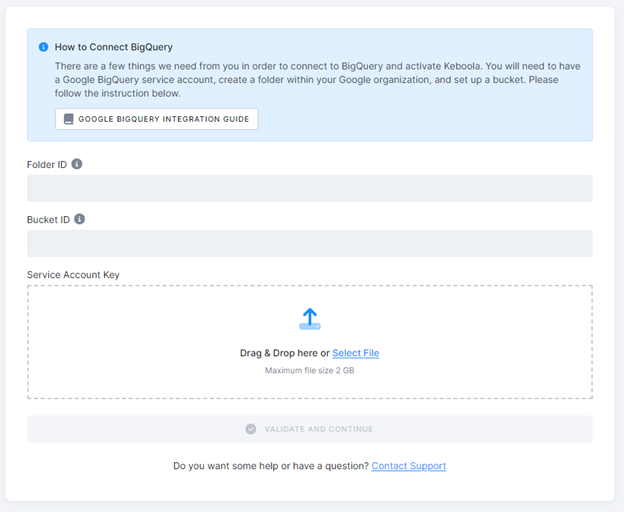 How to Connect BigQuery
There are a few things we need from you in order to connect to BigQuery and activate Keboola. You will need to have
a Google BigQuery service account, create a folder within your Google organization, and set up a bucket. Please
follow the instruction below.
GOOGLE BIGQUERY INTEGRATION GUIDE
Folder ID
Bucket ID
Service Account Key
Drag & Drop here or Select File
Maximum file size 2 GB
VALIDATE AND CONTINUE
Do you want some help or have a question? Contact Support